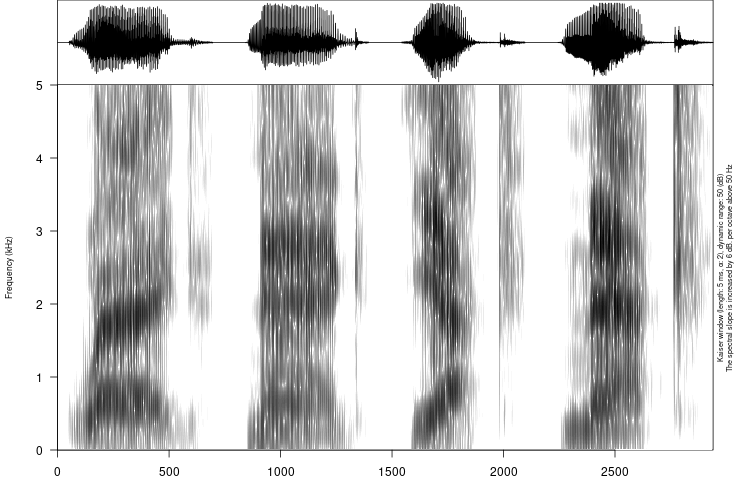 5
4
3
2
1
0
Frequency (kHz)
0 500 1000 1500 2000 2500
Kaiser window (length: 5 ms, α: 2), dynamic range: 50 (dB)
The spectral slope is increased by 6 dB per octave above 50 Hz